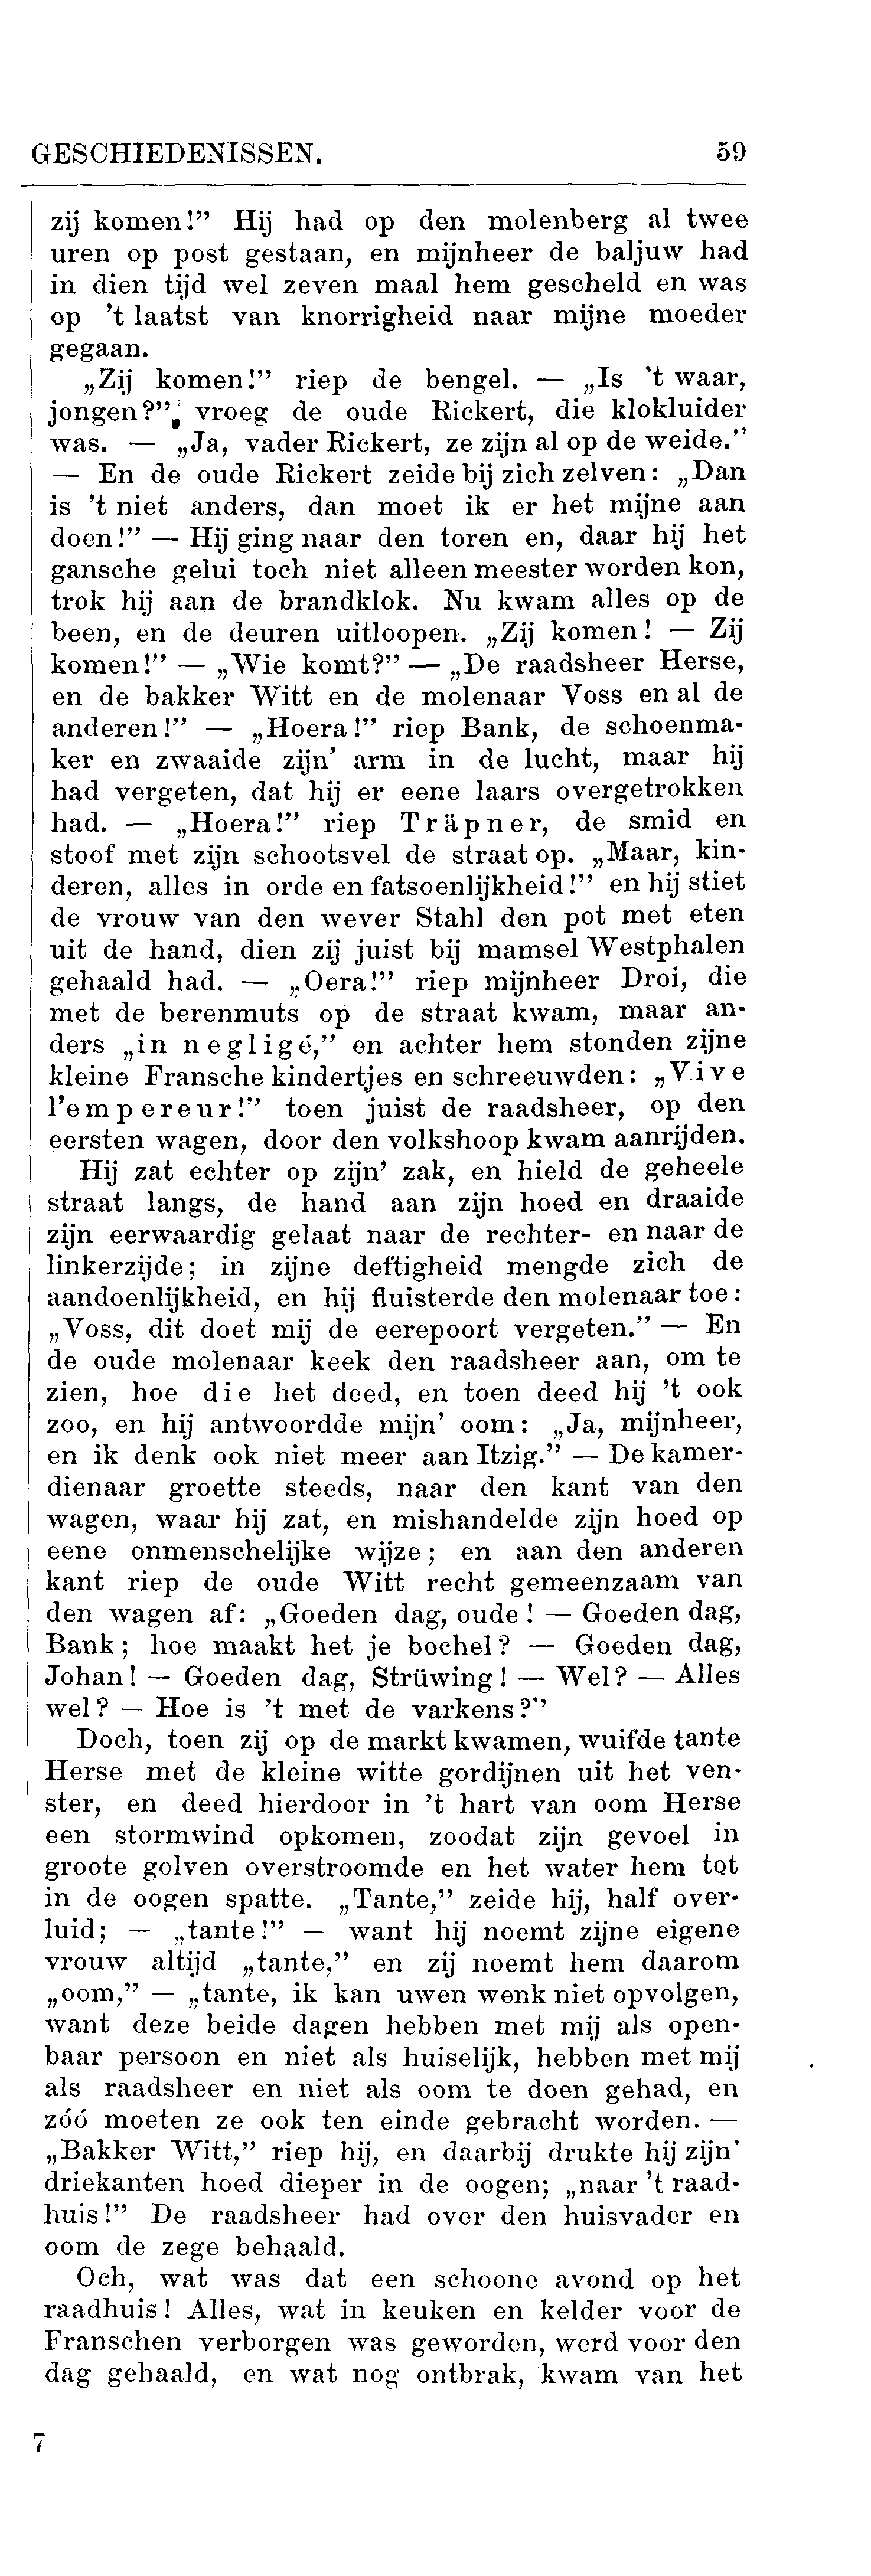 GESCHIEDENISSEN. 59
zij komen!” Hij had op den molenberg al twee
uren op post gestaan, en mijnheer de baljuw had
in dien tijd wel zeven maal hem gescheld en was
op ’t laatst van knorrigheid naar mijne moeder
gegaan.
„Zij komen!” riep de bengel. — „Is ’t waar,
jongen?” vroeg de oude Rickert, die klokluider
was. — „Ja, vader Rickert, ze zijn al op de weide.”
— En de oude Rickert zeide bij zich zelven: „Dan
is ’t niet anders, dan moet ik er het mijne aan
doen!” — Hij ging naar den toren en, daar hij het
gansche gelui toch niet alleen meester worden kon,
trok hij aan de brandklok. Nu kwam alles op de
been, en de deuren uitloopen. „Zij komen! — Zij
komen!” — „Wie komt?” — „De raadsheer Herse,
en de bakker Witt en de molenaar Voss en al de
anderen!” — „Hoera!” riep Bank, de schoenma-
ker en zwaaide zijn’ arm in de lucht, maar hij
had vergeten, dat hij er eene laars overgetrokken
had. — „Hoera!” riep Träpner, de smid en
stoof met zijn schootsvel de straat op. „Maar, kin-
deren, alles in orde en fatsoenlijkheid!” en hij stiet
de vrouw van den wever Stahl den pot met eten
uit de hand, dien zij juist bij mamsel Westphalen
gehaald had. — „Oera!” riep mijnheer Droi, die
met de berenmuts op de straat kwam, maar an-
ders „in negligé,” en achter hem stonden zijne
kleine Fransche kindertjes en schreeuwden: „Vive
l’empereur!” toen juist de raadsheer, op den
eersten wagen, door den volkshoop kwam aanrijden.
Hij zat echter op zijn’ zak, en hield de geheele
straat langs, de hand aan zijn hoed en draaide
zijn eerwaardig gelaat naar de rechter- en naar de
linkerzijde; in zijne deftigheid mengde zich de
aandoenlijkheid, en hij fluisterde den molenaar toe:
„Voss, dit doet mij de eerepoort vergeten.” — En
de oude molenaar keek den raadsheer aan, om te
zien, hoe die het deed, en toen deed hij ’t ook
zoo, en hij antwoordde mijn’ oom: „Ja, mijnheer,
en ik denk ook niet meer aan Itzig.” — De kamer-
dienaar groette steeds, naar den kant van den
wagen, waar hij zat, en mishandelde zijn hoed op
eene onmenschelijke wijze; en aan den anderen
kant riep de oude Witt recht gemeenzaam van
den wagen af: „Goeden dag, oude! — Goeden dag,
Bank; hoe maakt het je bochel? — Goeden dag,
Johan! — Goeden dag, Strüwing! — Wel? — Alles
wel? — Hoe is ’t met de varkens?”
Doch, toen zij op de markt kwamen, wuifde tante
Herse met de kleine witte gordijnen uit het ven-
ster, en deed hierdoor in ’t hart van oom Herse
een stormwind opkomen, zoodat zijn gevoel in
groote golven overstroomde en het water hem tot
in de oogen spatte. „Tante,” zeide hij, half over-
luid; — „tante!” — want hij noemt zijne eigene
vrouw altijd „tante,” en zij noemt hem daarom
„oom,” — „tante, ik kan uwen wenk niet opvolgen,
want deze beide dagen hebben met mij als open-
baar persoon en niet als huiselijk, hebben met mij
als raadsheer en niet als oom te doen gehad, en
zóó moeten ze ook ten einde gebracht worden. —
„Bakker Witt,” riep hij, en daarbij drukte hij zijn’
driekanten hoed dieper in de oogen; „naar ’t raad-
huis!” De raadsheer had over den huisvader en
oom de zege behaald.
Och, wat was dat een schoone avond op het
raadhuis! Alles, wat in keuken en kelder voor de
Franschen verborgen was geworden, werd voor den
dag gehaald, en wat nog ontbrak, kwam van het
7